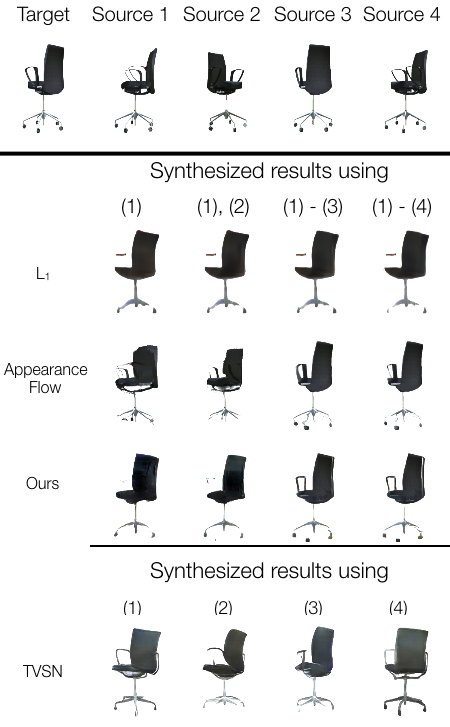 Target Source 1 Source 2 Source 3 Source 4
Synthesized results using
(1) (1), (2) (1) - (3) (1) - (4)
L₁
Appearance
Flow
Ours
Synthesized results using
(1) (2) (3) (4)
TVSN